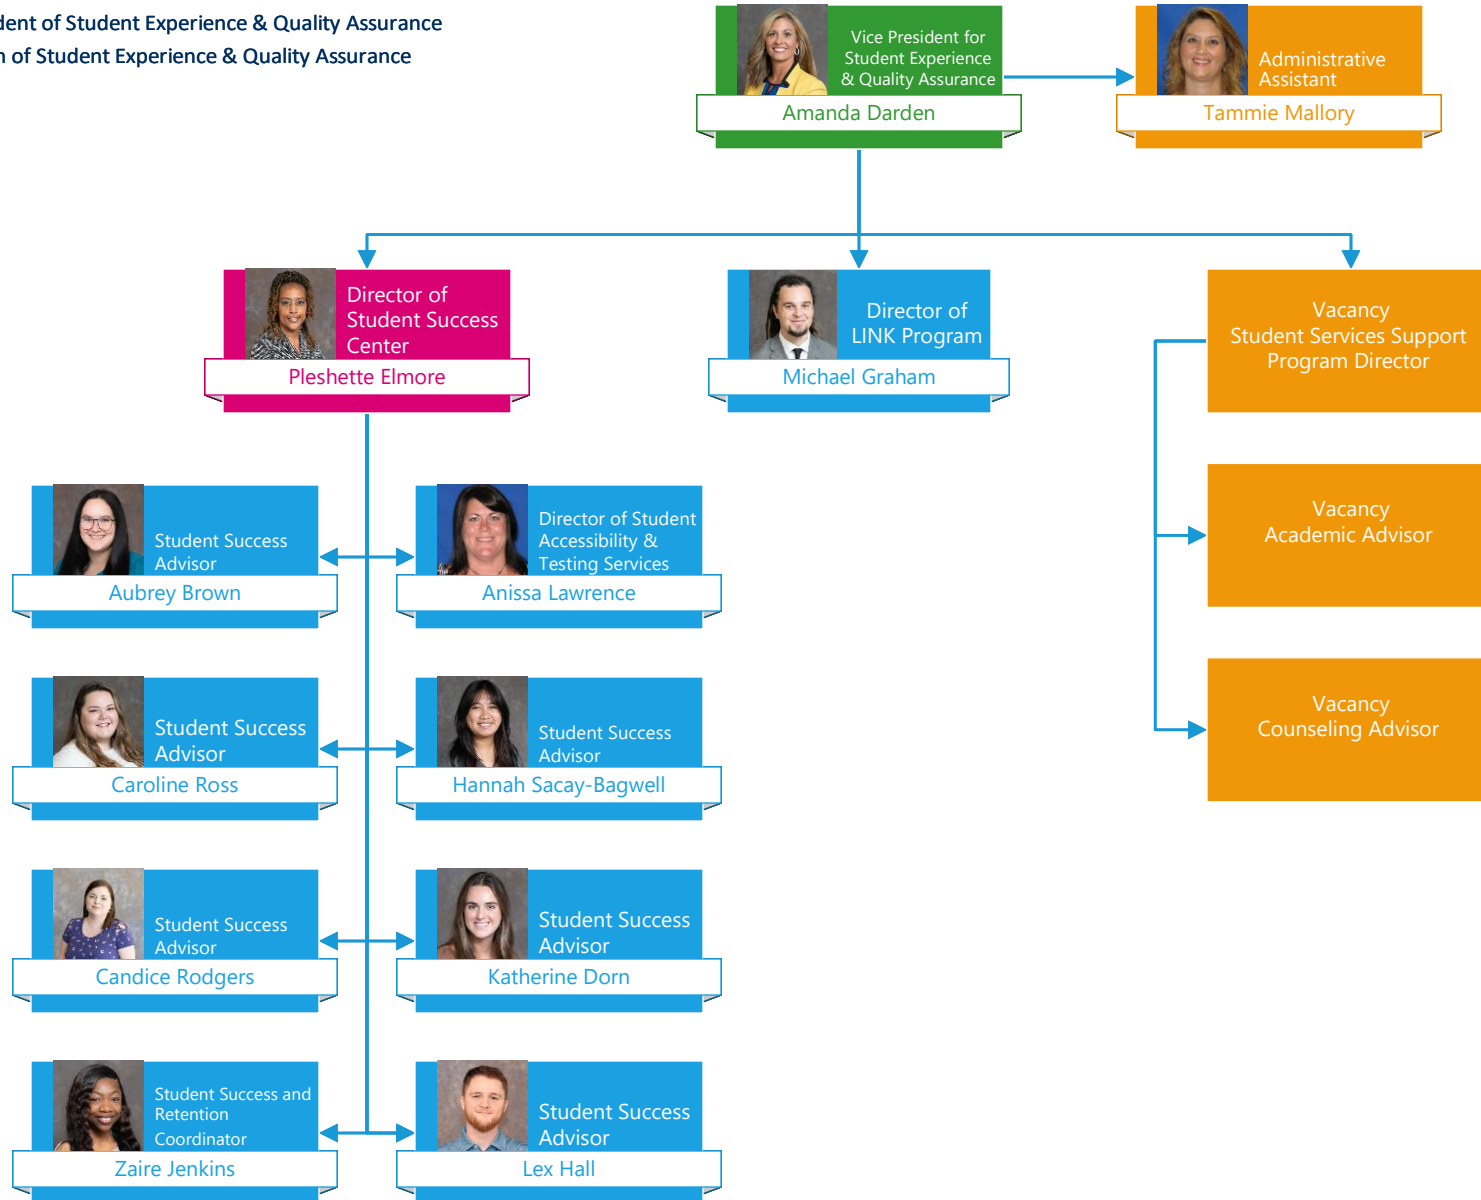 of Student Experience & Quality Assurance
of Student Experience & Quality Assurance
Vice President for
Student Experience
& Quality Assurance
Amanda Darden
Administrative
Assistant
Tammie Mallory
Director of
Student Success
Center
Pleshette Elmore
Director of
LINK Program
Michael Graham
Vacancy
Student Services Support
Program Director
Student Success
Advisor
Aubrey Brown
Director of Student
Accessibility &
Testing Services
Anissa Lawrence
Vacancy
Academic Advisor
Student Success
Advisor
Caroline Ross
Student Success
Advisor
Hannah Sacay-Bagwell
Vacancy
Counseling Advisor
Student Success
Advisor
Candice Rodgers
Student Success
Advisor
Katherine Dorn
Student Success and
Retention
Coordinator
Zaire Jenkins
Student Success
Advisor
Lex Hall